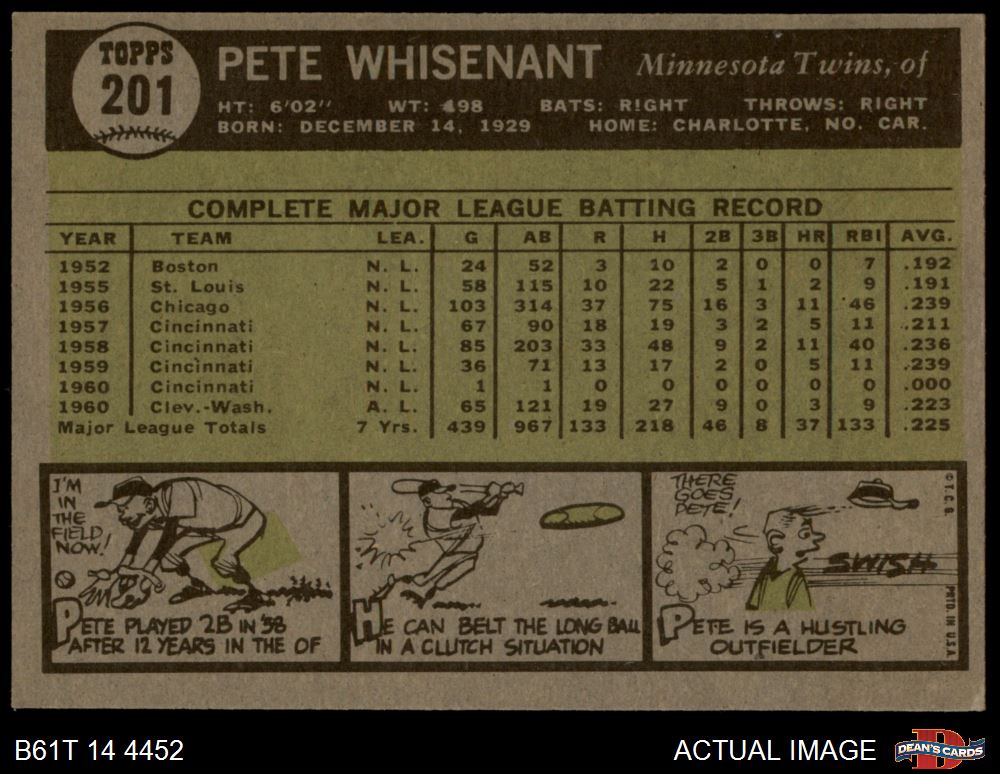 TOPPS
201
PETE WHISENANT Minnesota Twins, of
HT: 6'02" WT: 498 BATS: RIGHT THROWS: RIGHT
BORN: DECEMBER 14, 1929 HOME: CHARLOTTE, NO. CAR.
COMPLETE MAJOR LEAGUE BATTING RECORD
YEAR TEAM LEA. G AB R H 2B 3B HR RBI AVG.
1952 Boston N. L. 24 52 3 10 2 0 0 7 .192
1955 St. Louis N. L. 58 115 10 22 5 1 2 9 .191
1956 Chicago N. L. 103 314 37 75 16 3 11 46 .239
1957 Cincinnati N. L. 67 90 18 19 3 2 5 11 .211
1958 Cincinnati N. L. 85 203 33 48 9 2 11 40 .236
1959 Cincinnati N. L. 36 71 13 17 2 0 5 11 .239
1960 Cincinnati N. L. 1 1 0 0 0 0 0 0 .000
1960 Clev.-Wash. A. L. 65 121 19 27 9 0 3 9 .223
Major League Totals 7 Yrs. 439 967 133 218 46 8 37 133 .225
I'M
IN
THE
FIELD
NOW!
PETE PLAYED 2B IN '58
AFTER 12 YEARS IN THE OF
HE CAN BELT THE LONG BALL
IN A CLUTCH SITUATION
THERE
GOES
PETE!
SWISH
PETE IS A HUSTLING
OUTFIELDER
© T. C. G.
PRTD. IN U.S.A.
B61T 14 4452
ACTUAL IMAGE
D
DEAN'S CARDS